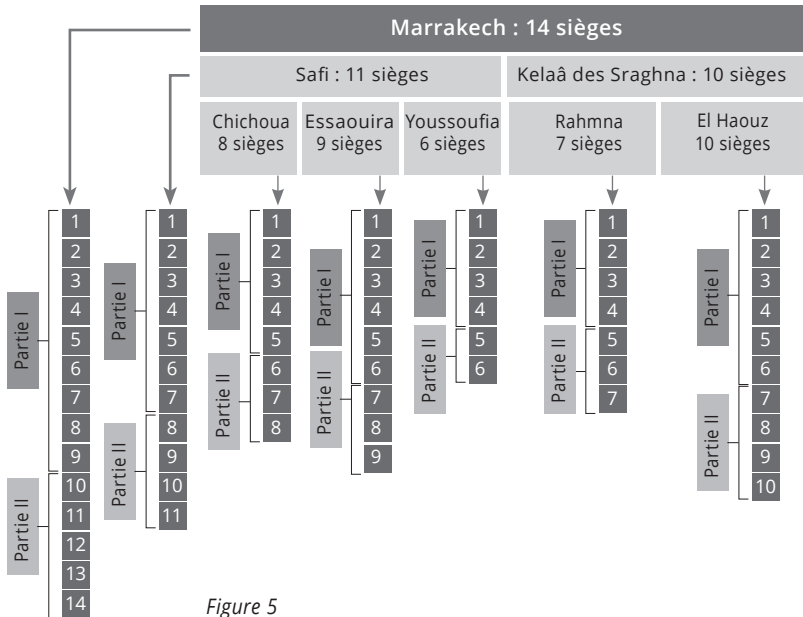 Marrakech : 14 sièges
Safi : 11 sièges
Kelaâ des Sraghna : 10 sièges
Chichoua
8 sièges
Essaouira
9 sièges
Youssoufia
6 sièges
Rahmna
7 sièges
El Haouz
10 sièges
Partie I
Partie II
1
2
3
4
5
6
7
8
9
10
11
12
13
14
Partie I
Partie II
1
2
3
4
5
6
7
8
9
10
11
Partie I
Partie II
1
2
3
4
5
6
7
8
Partie I
Partie II
1
2
3
4
5
6
7
8
9
Partie I
Partie II
1
2
3
4
5
6
Partie I
Partie II
1
2
3
4
5
6
7
Partie I
Partie II
1
2
3
4
5
6
7
8
9
10
Figure 5